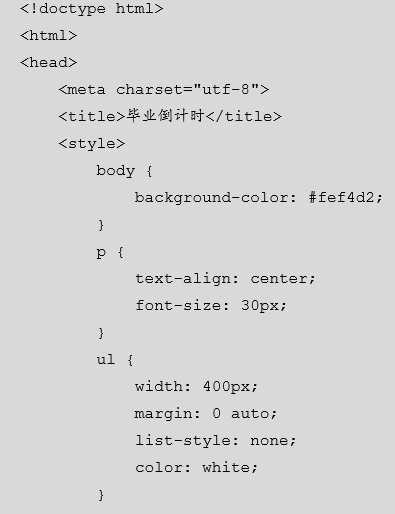 <!doctype html>
<html>
<head>
    <meta charset="utf-8">
    <title>毕业倒计时</title>
    <style>
        body {
            background-color: #fef4d2;
        }
        p {
            text-align: center;
            font-size: 30px;
        }
        ul {
            width: 400px;
            margin: 0 auto;
            list-style: none;
            color: white;
        }